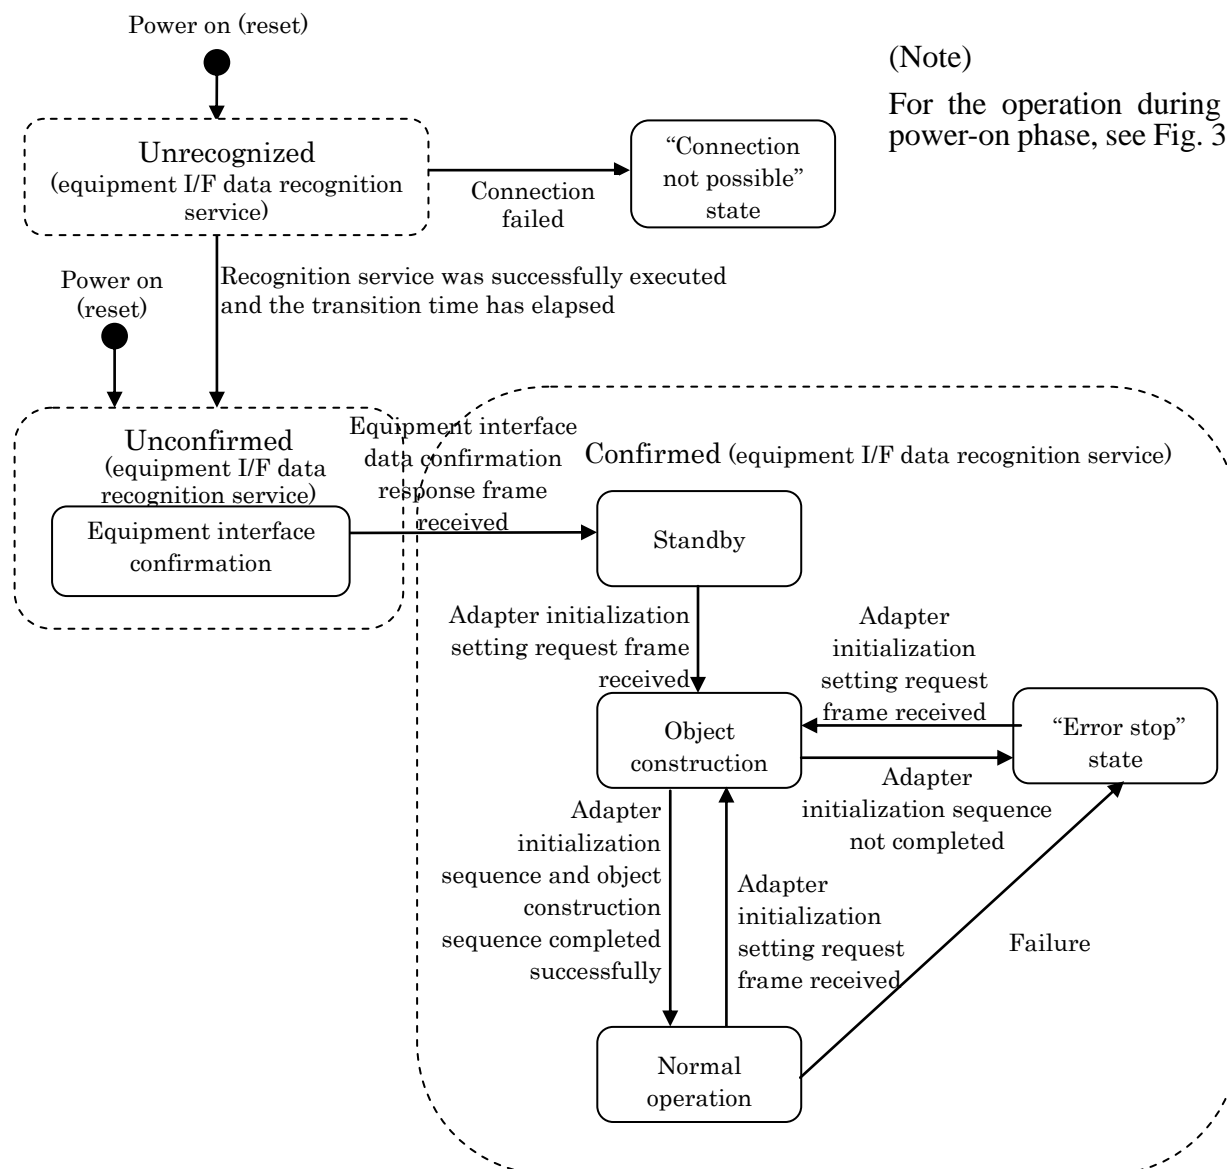 Power on (reset)
(Note)
For the operation during
power-on phase, see Fig. 3
Unrecognized
(equipment I/F data recognition
service)
"Connection
not possible"
state
Connection
failed
Power on
(reset)
Recognition service was successfully executed
and the transition time has elapsed
Unconfirmed
(equipment I/F data
recognition service)
Equipment interface
confirmation
Equipment interface
data confirmation
response frame
received
Confirmed (equipment I/F data recognition service)
Standby
Adapter initialization
setting request frame
received
Adapter
initialization
setting request
frame received
Object
construction
“Error stop”
state
Adapter
initialization sequence
not completed
Adapter
initialization
sequence and object
construction
sequence completed
successfully
Adapter
initialization
setting request
frame received
Failure
Normal
operation